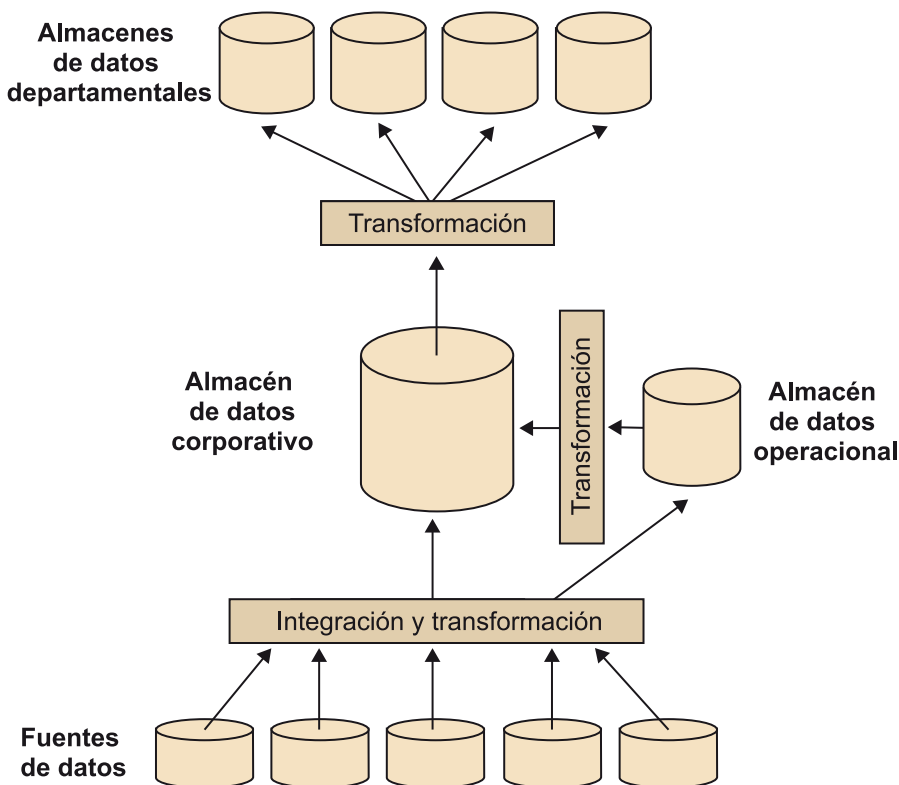 Almacenes
de datos
departamentales
Transformación
Almacén
de datos
corporativo
Transformación
Almacén
de datos
operacional
Integración y transformación
Fuentes
de datos